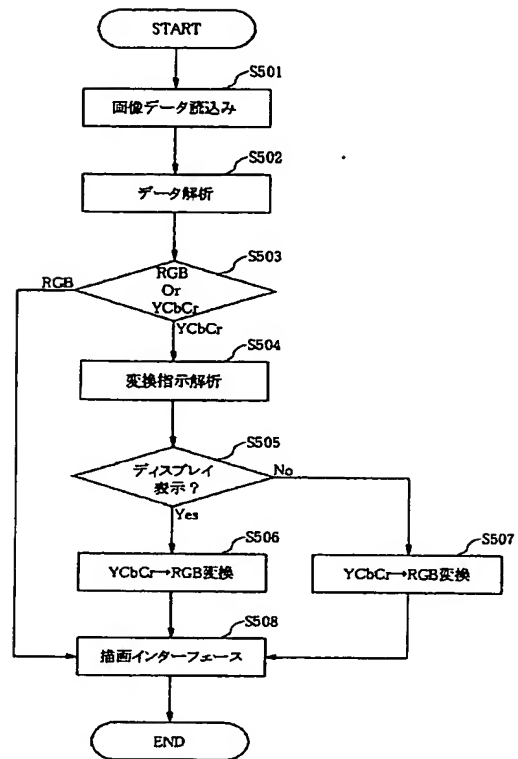 START
S501
画像データ読込み
S502
データ解析
S503
RGB
RGB
Or
YCbCr
YCbCr
S504
変換指示解析
S505
ディスプレイ
表示?
No
Yes
S506
YCbCr→RGB変換
S507
YCbCr→RGB変換
S508
描画インターフェース
END